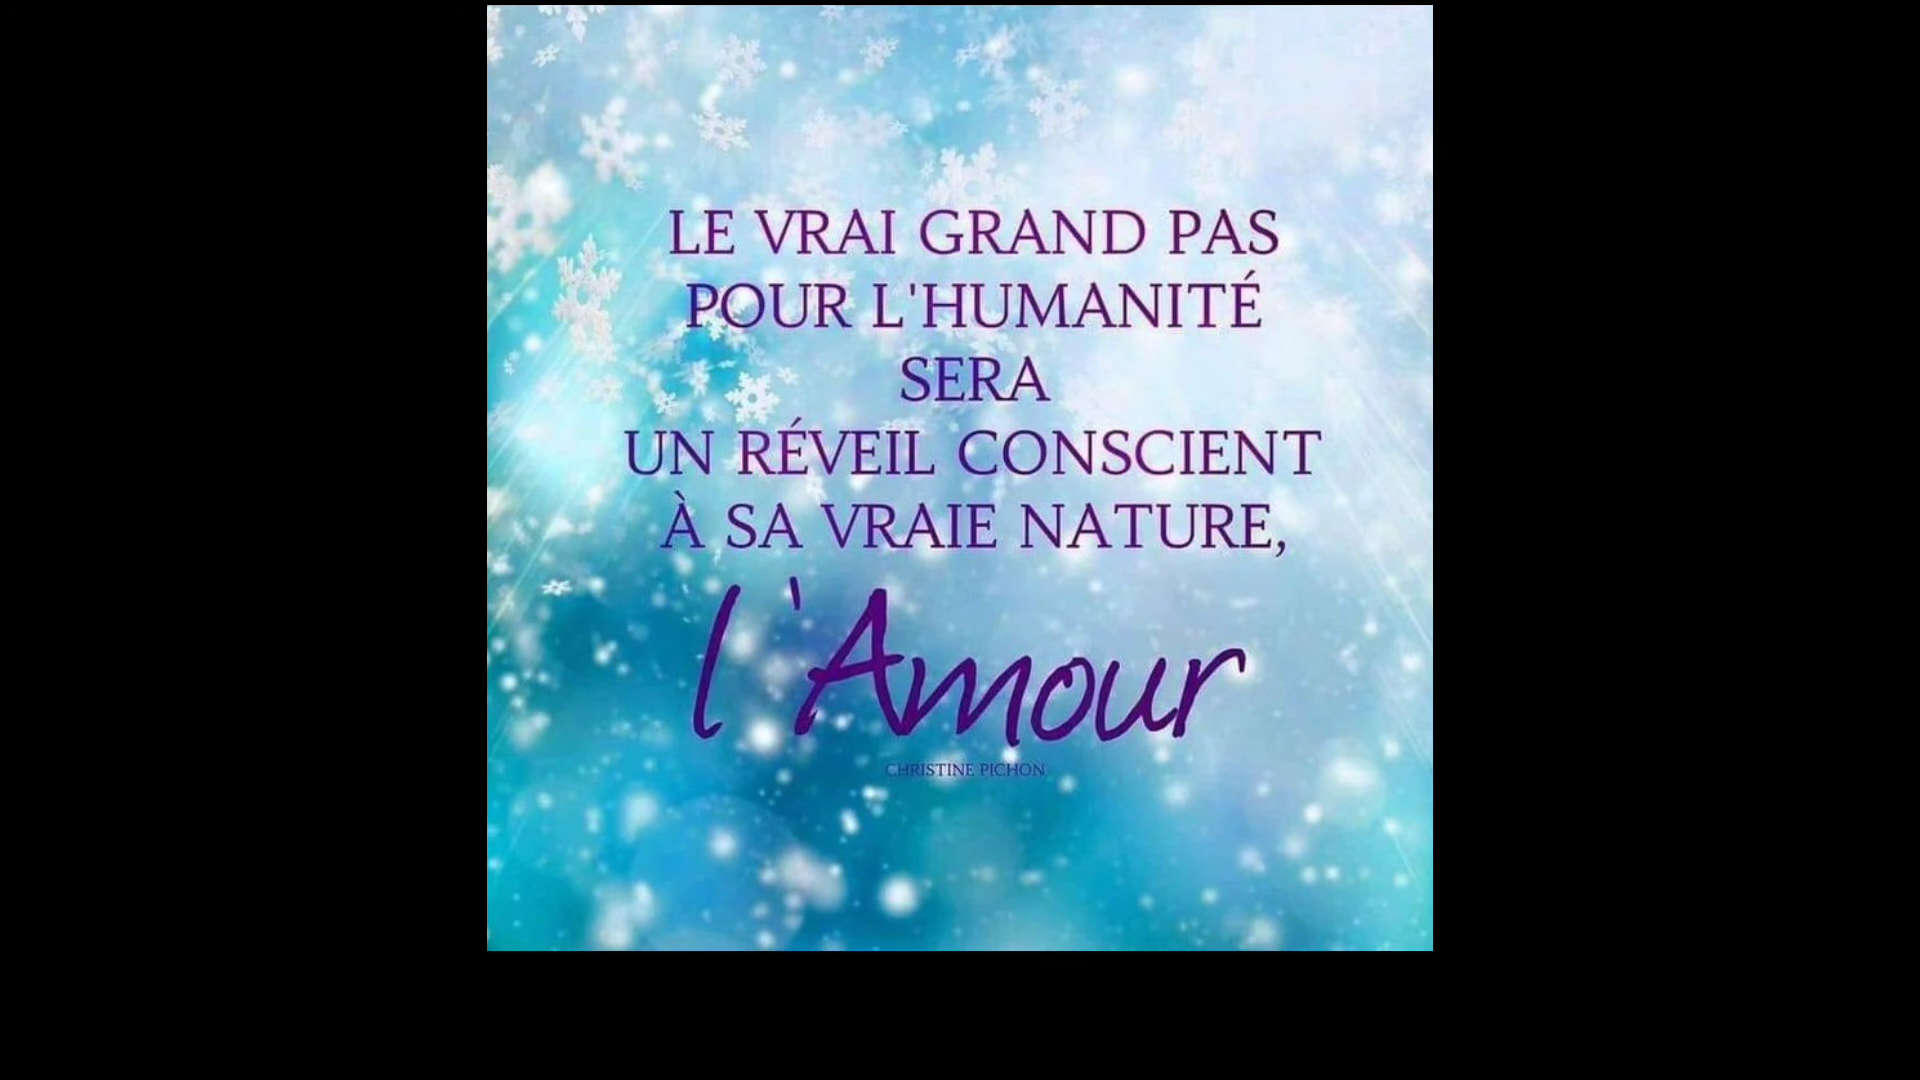 LE VRAI GRAND PAS
POUR L'HUMANITÉ
SERA
UN RÉVEIL CONSCIENT
À SA VRAIE NATURE,
l'Amour
CHRISTINE PICHON